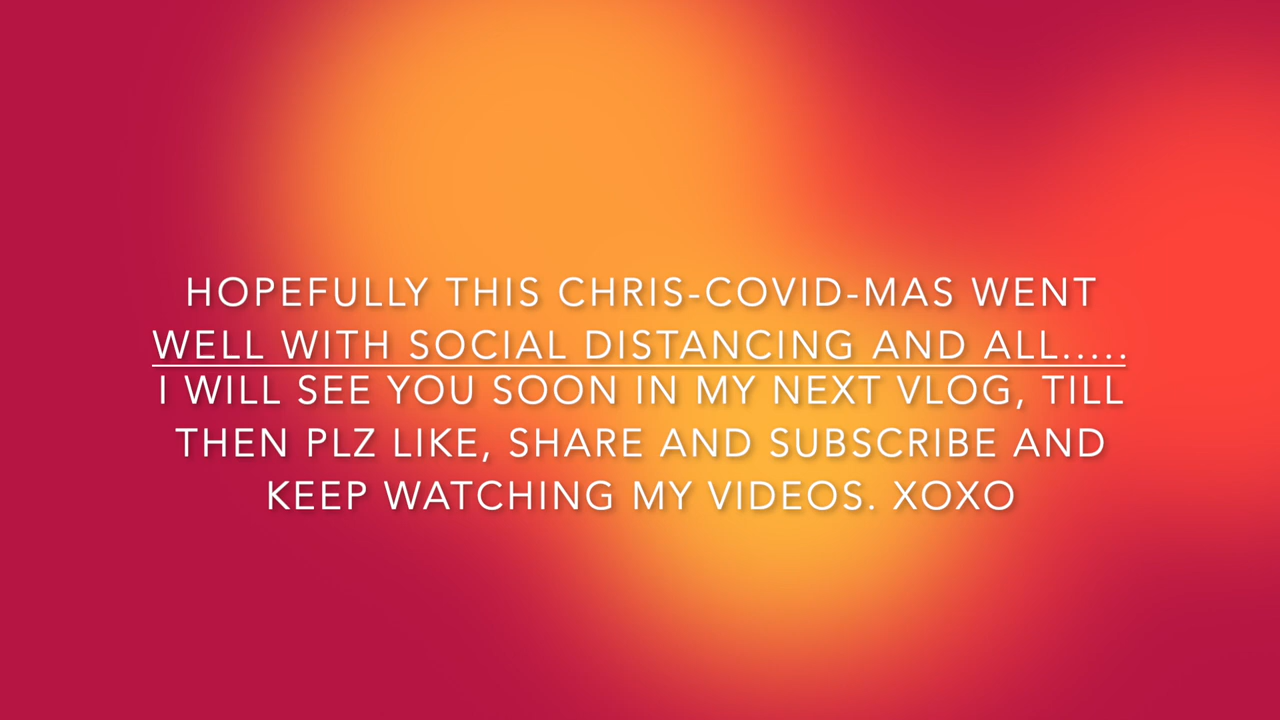 HOPEFULLY THIS CHRIS-COVID-MAS WENT
WELL WITH SOCIAL DISTANCING AND ALL.....
I WILL SEE YOU SOON IN MY NEXT VLOG, TILL
THEN PLZ LIKE, SHARE AND SUBSCRIBE AND
KEEP WATCHING MY VIDEOS. XOXO